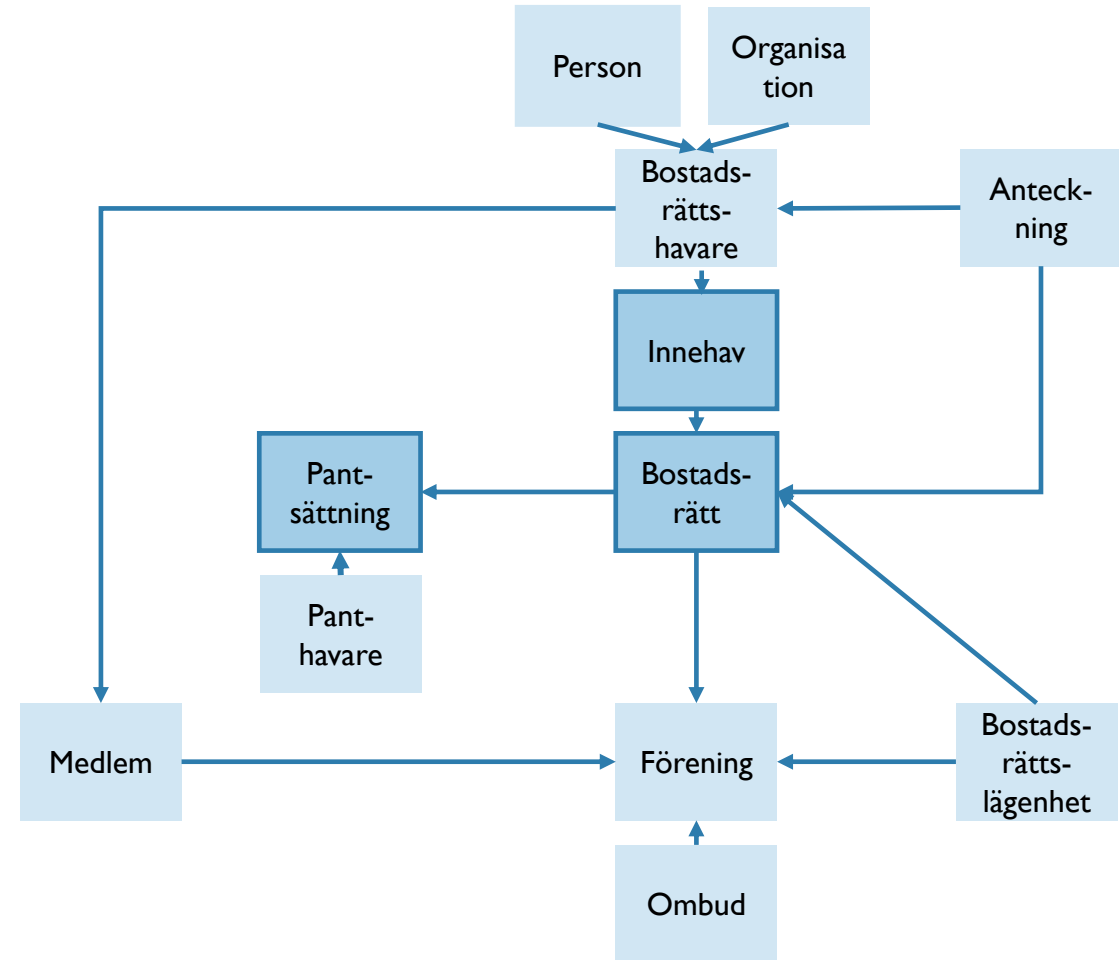 Person
Organisa
tion
Bostads-
rätts-
havare
Anteck-
ning
Innehav
Pant-
sättning
Bostads-
rätt
Pant-
havare
Medlem
Förening
Bostads-
rätts-
lägenhet
Ombud